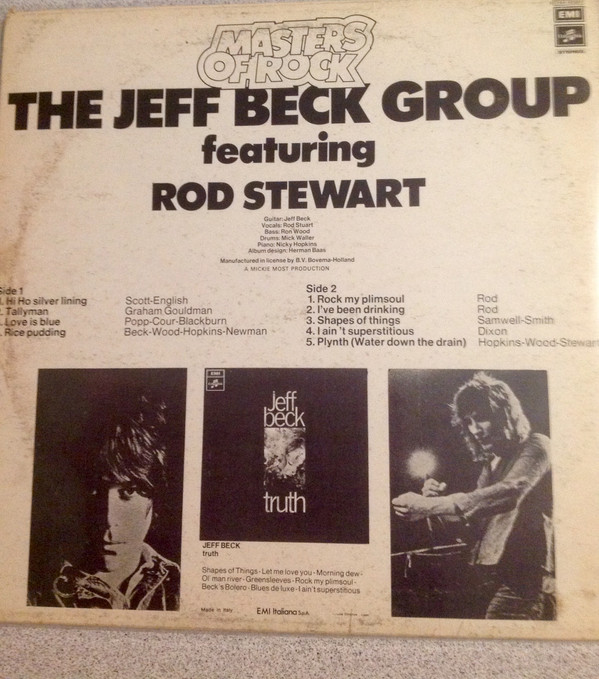 MASTERS
OF ROCK
EMI
THE JEFF BECK GROUP
featuring
ROD STEWART
Guitar: Jeff Beck
Vocals: Rod Stuart
Bass: Ron Wood
Drums: Mick Waller
Piano: Nicky Hopkins
Album design: Herman Baas
Manufactured in license by B.V. Bovema-Holland
A MICKIE MOST PRODUCTION
Side 1
. Hi Ho silver lining Scott-English
. Tallyman Graham Gouldman
. Love is blue Popp-Cour-Blackburn
. Rice pudding Beck-Wood-Hopkins-Newman
Side 2
1. Rock my plimsoul Rod
2. I've been drinking Rod
3. Shapes of things Samwell-Smith
4. I ain't superstitious Dixon
5. Plynth (Water down the drain) Hopkins-Wood-Stewart
EMI
jeff
beck
truth
JEFF BECK
truth
Shapes of Things - Let me love you - Morning dew -
Ol' man river - Greensleeves - Rock my plimsoul -
Beck's Bolero - Blues de luxe - I ain't superstitious
Made in Italy EMI Italiana S.p.A.